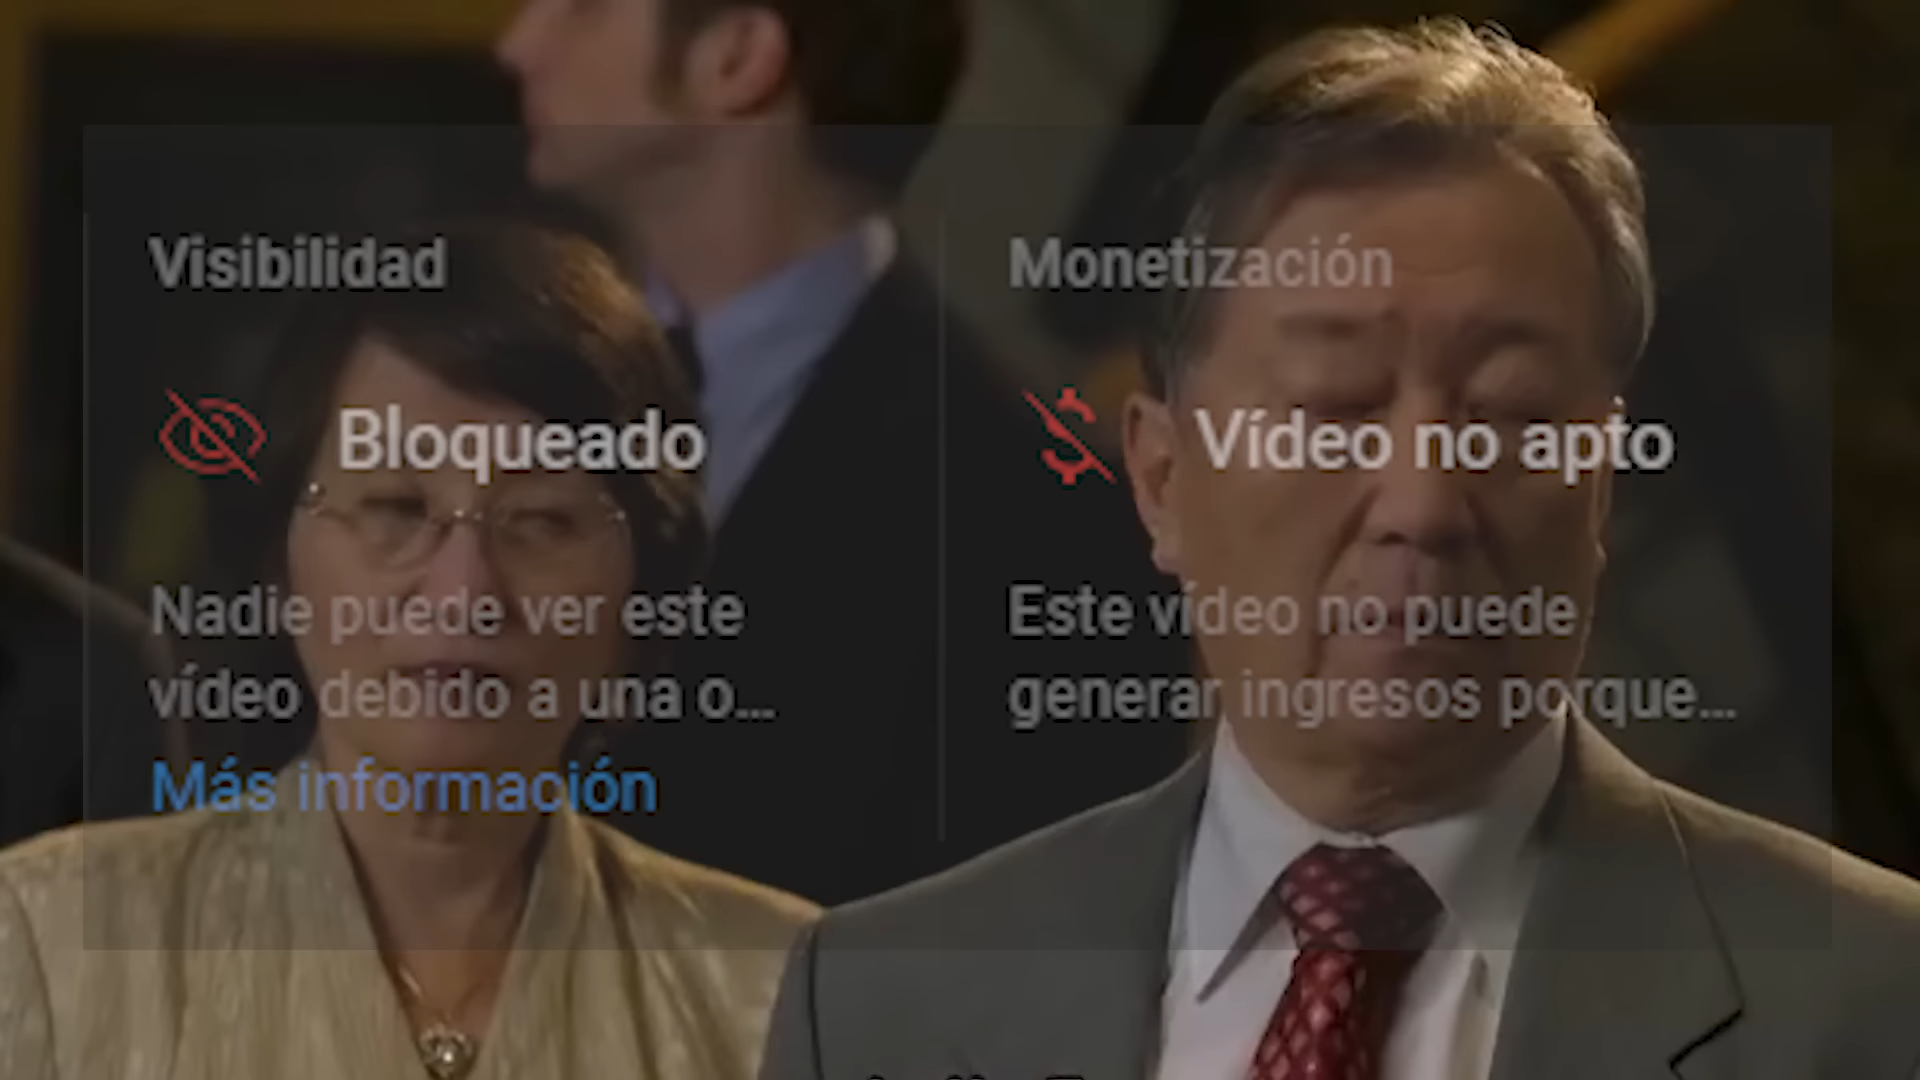 Visibilidad
Bloqueado
Nadie puede ver este
vídeo debido a una o...
Más información
Monetización
Vídeo no apto
Este vídeo no puede
generar ingresos porque...